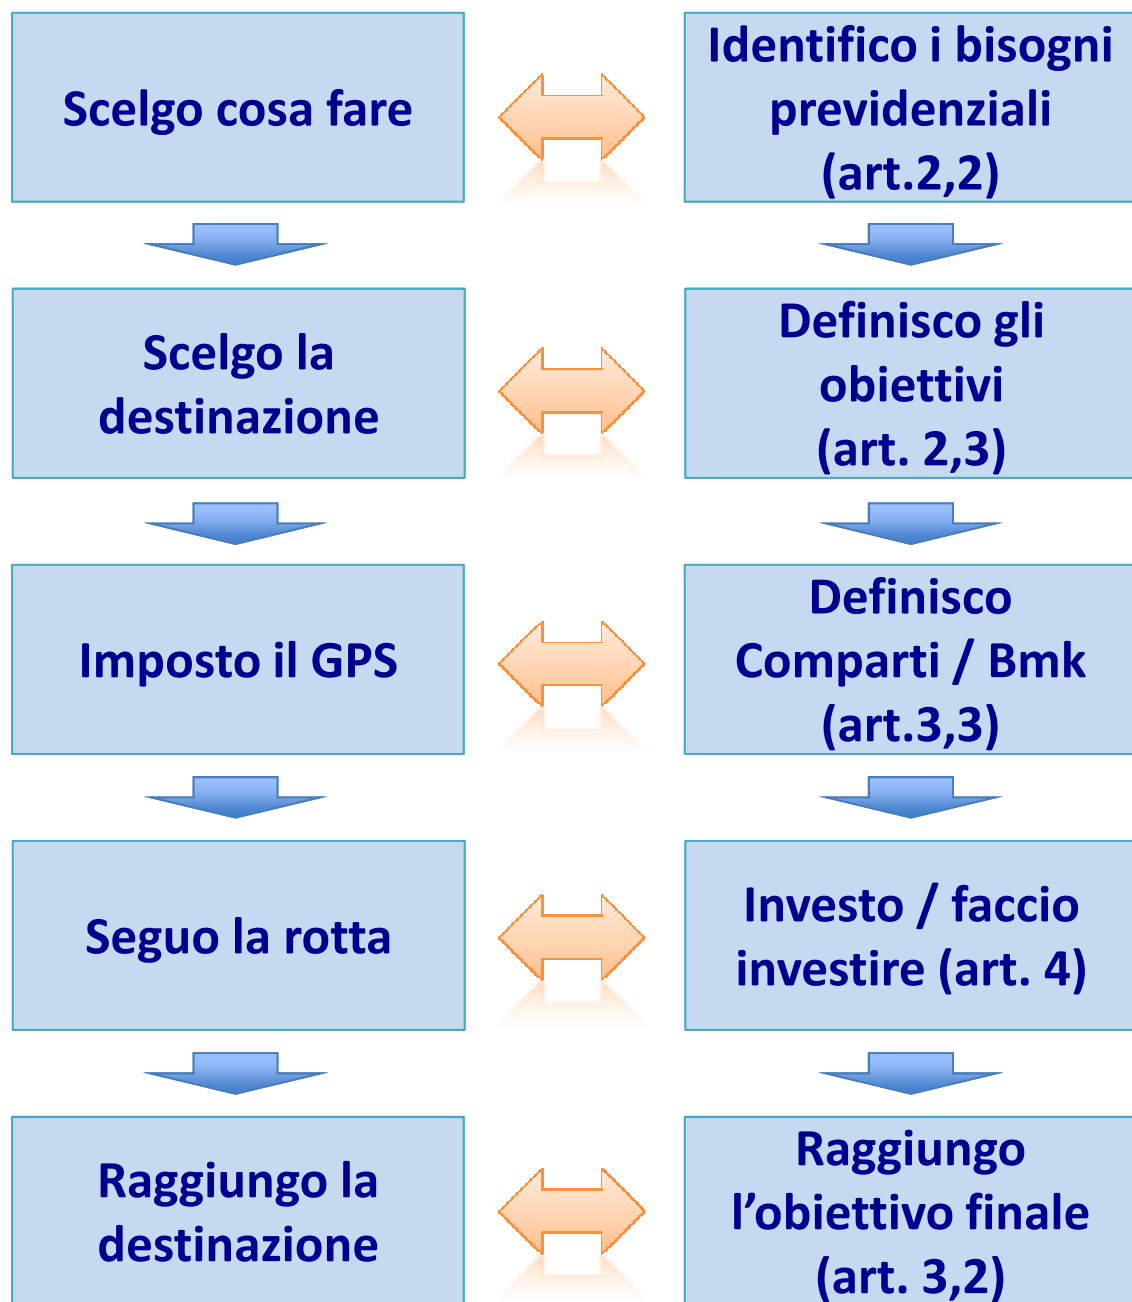 Scelgo cosa fare
Identifico i bisogni
previdenziali
(art.2,2)
Scelgo la
destinazione
Definisco gli
obiettivi
(art. 2,3)
Imposto il GPS
Definisco
Comparti / Bmk
(art.3,3)
Seguo la rotta
Investo / faccio
investire (art. 4)
Raggiungo la
destinazione
Raggiungo
l’obiettivo finale
(art. 3,2)